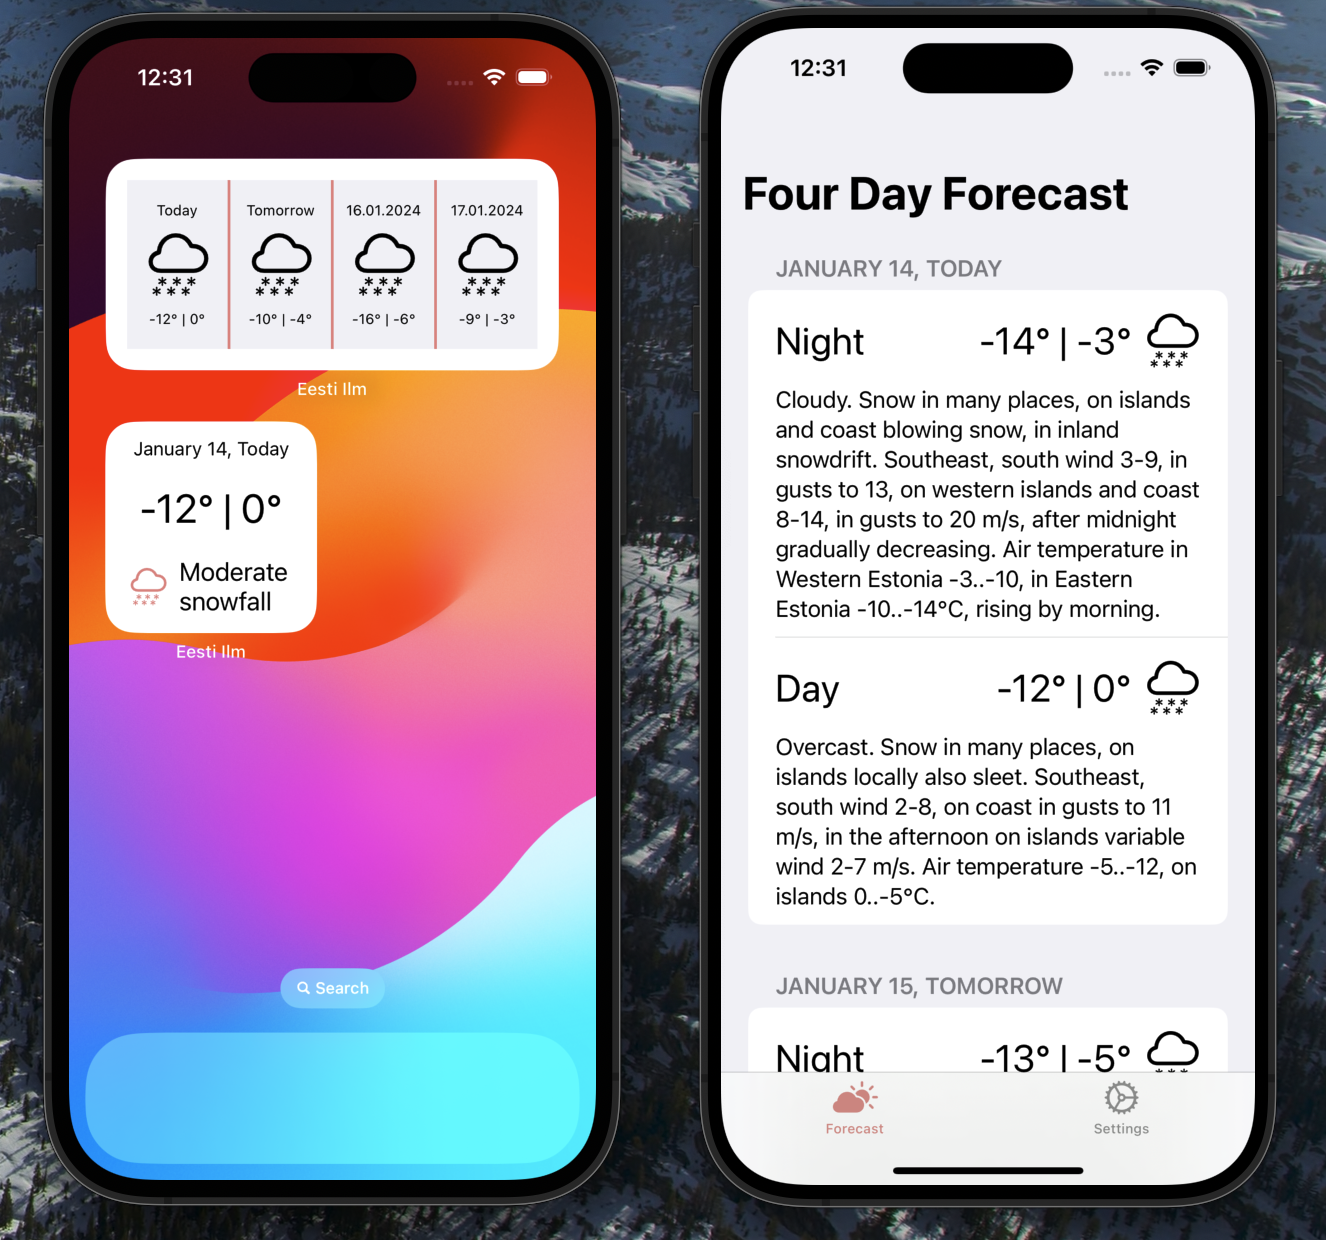 12:31
Today
Tomorrow
16.01.2024
17.01.2024
-12° | 0°
-10° | -4°
-16° | -6°
-9° | -3°
Eesti Ilm
January 14, Today
-12° | 0°
Moderate
snowfall
Eesti Ilm
Search
12:31
Four Day Forecast
JANUARY 14, TODAY
Night -14° | -3°
Cloudy. Snow in many places, on islands
and coast blowing snow, in inland
snowdrift. Southeast, south wind 3-9, in
gusts to 13, on western islands and coast
8-14, in gusts to 20 m/s, after midnight
gradually decreasing. Air temperature in
Western Estonia -3..-10, in Eastern
Estonia -10..-14°C, rising by morning.
Day -12° | 0°
Overcast. Snow in many places, on
islands locally also sleet. Southeast,
south wind 2-8, on coast in gusts to 11
m/s, in the afternoon on islands variable
wind 2-7 m/s. Air temperature -5..-12, on
islands 0..-5°C.
JANUARY 15, TOMORROW
Night -13° | -5°
Forecast
Settings